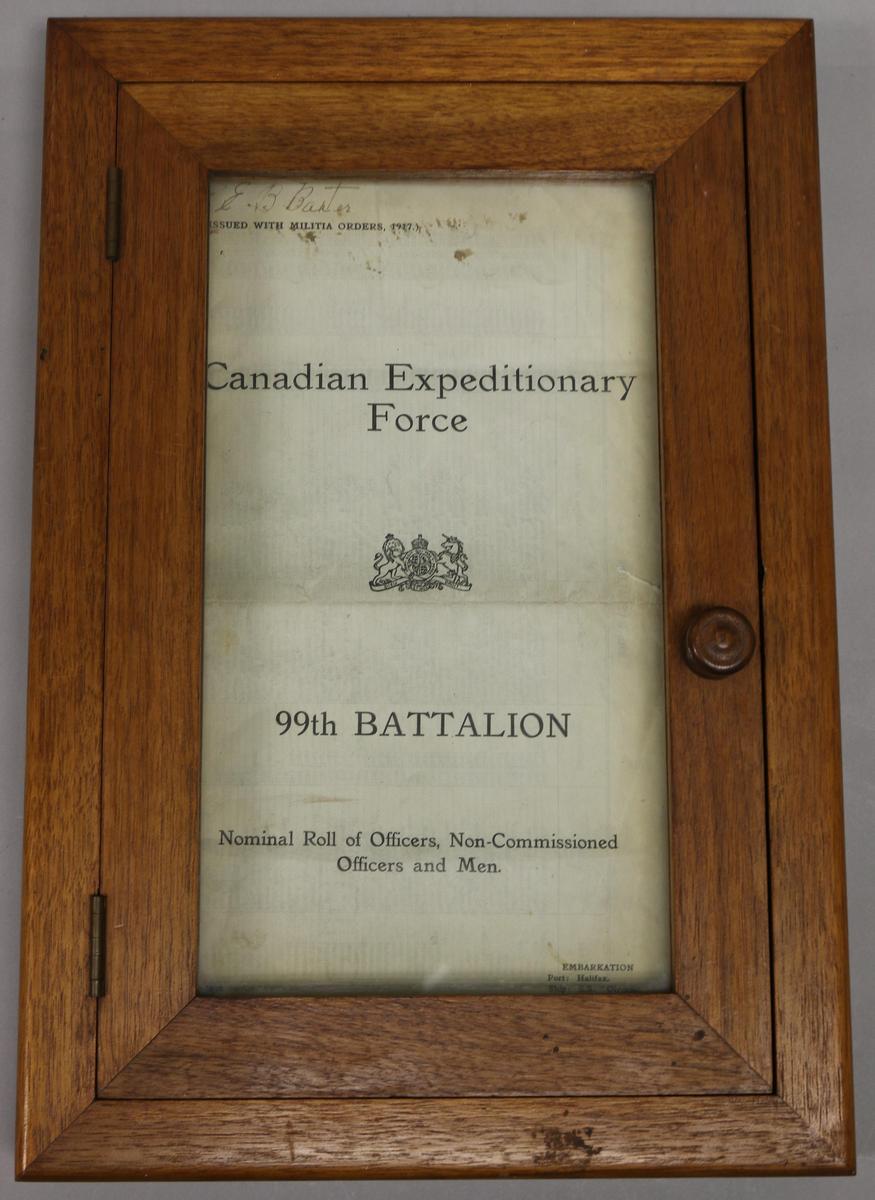 E. B Baxter
ISSUED WITH MILITIA ORDERS, 1917.)
Canadian Expeditionary
Force
99th BATTALION
Nominal Roll of Officers, Non-Commissioned
Officers and Men.
EMBARKATION
Port: Halifax.
Ship: S.S.